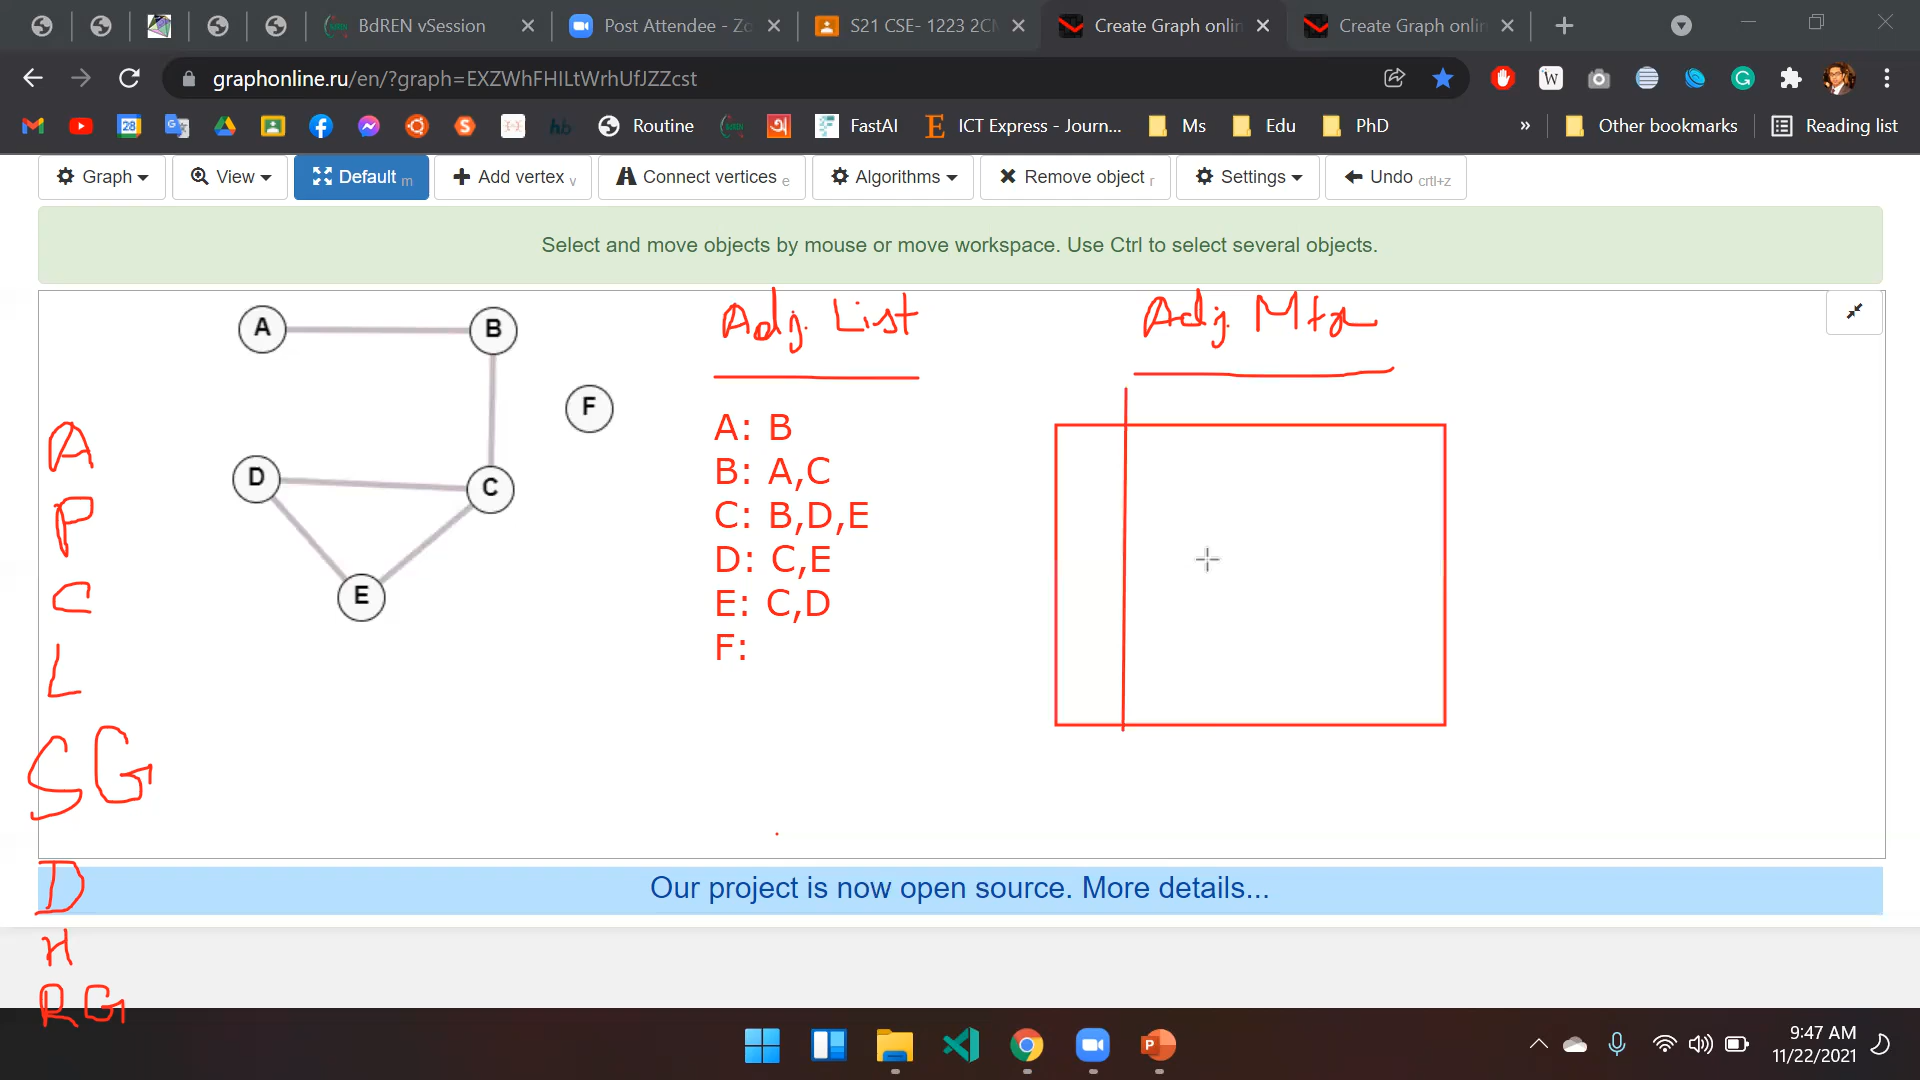 BdREN vSession
Post Attendee - Zo
S21 CSE- 1223 2CM
Create Graph onlin
Create Graph onlin
graphonline.ru/en/?graph=EXZWhFHILtWrhUfJZZcst
28
Routine
FastAI
ICT Express - Journ...
Ms
Edu
PhD
»
Other bookmarks
Reading list
Graph
View
Default m
Add vertex v
Connect vertices e
Algorithms
Remove object r
Settings
Undo crtl+z
Select and move objects by mouse or move workspace. Use Ctrl to select several objects.
A
B
F
D
C
E
Adj. List
A: B
B: A,C
C: B,D,E
D: C,E
E: C,D
F:
Adj. Mtx
A
P
C
L
SG
D
H
RG
Our project is now open source. More details...
9:47 AM
11/22/2021